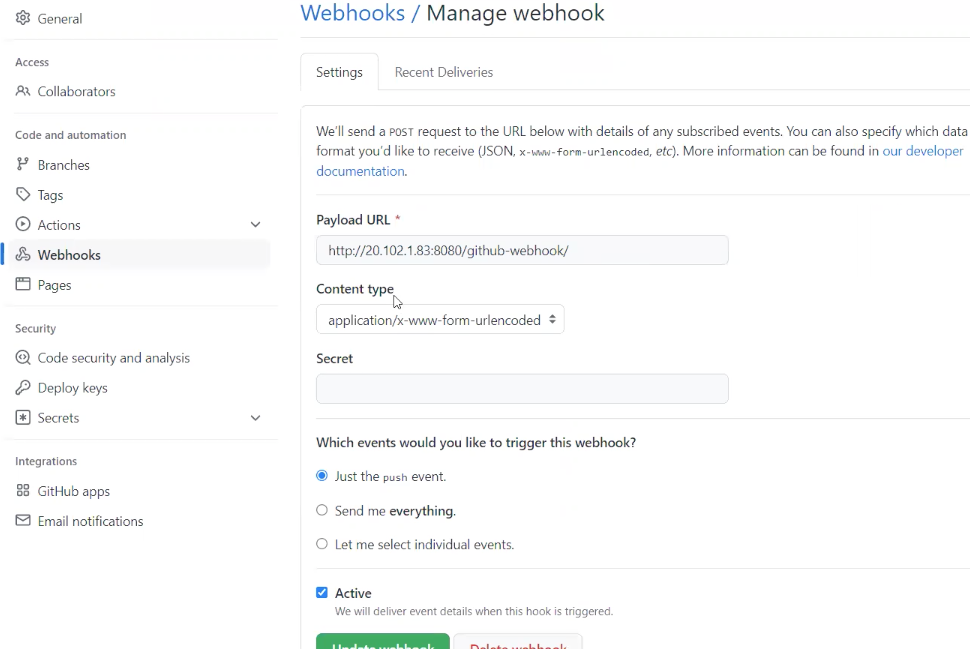 General
Access
Collaborators
Code and automation
Branches
Tags
Actions
Webhooks
Pages
Security
Code security and analysis
Deploy keys
Secrets
Integrations
GitHub apps
Email notifications
Webhooks / Manage webhook
Settings Recent Deliveries
We'll send a POST request to the URL below with details of any subscribed events. You can also specify which data
format you'd like to receive (JSON, x-www-form-urlencoded, etc). More information can be found in our developer
documentation.
Payload URL *
http://20.102.1.83:8080/github-webhook/
Content type
application/x-www-form-urlencoded
Secret
Which events would you like to trigger this webhook?
Just the push event.
Send me everything.
Let me select individual events.
Active
We will deliver event details when this hook is triggered.
Update webhook Delete webhook